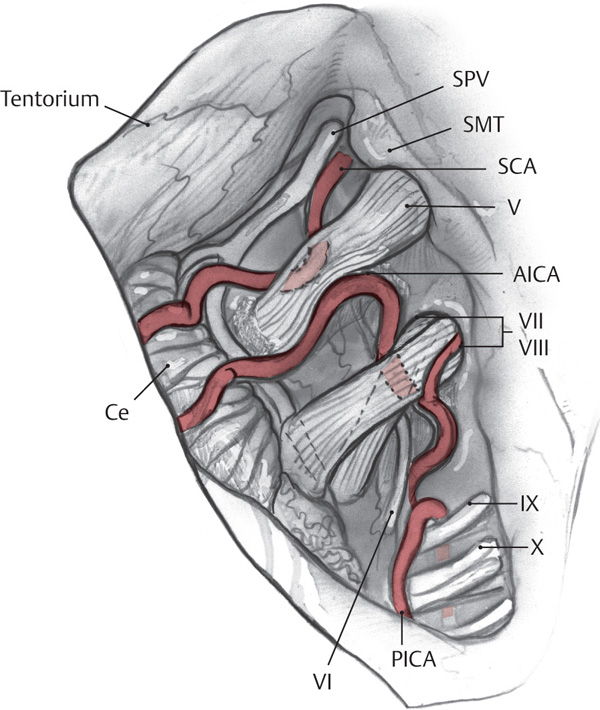 SPV
Tentorium
SMT
SCA
V
AICA
VII
VIII
Ce
IX
X
PICA
VI